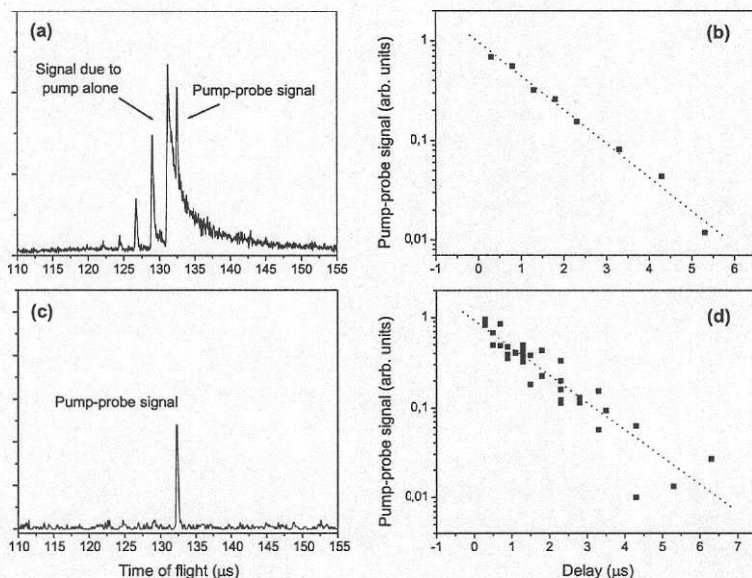 (a)
Signal due to
pump alone
Pump-probe signal
110 115 120 125 130 135 140 145 150 155
(b)
Pump-probe signal (arb. units)
1
0,1
0,01
-1 0 1 2 3 4 5 6
(c)
Pump-probe signal
110 115 120 125 130 135 140 145 150 155
Time of flight (μs)
(d)
Pump-probe signal (arb. units)
1
0,1
0,01
-1 0 1 2 3 4 5 6 7
Delay (μs)